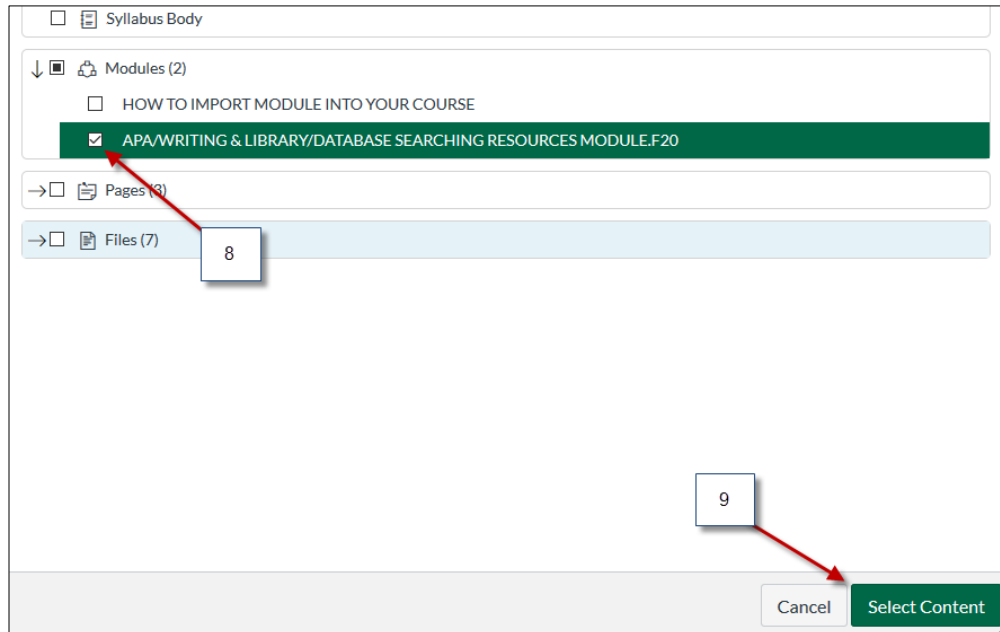 Syllabus Body
Modules (2)
HOW TO IMPORT MODULE INTO YOUR COURSE
APA/WRITING & LIBRARY/DATABASE SEARCHING RESOURCES MODULE.F20
Pages (3)
Files (7)
8
9
Cancel
Select Content